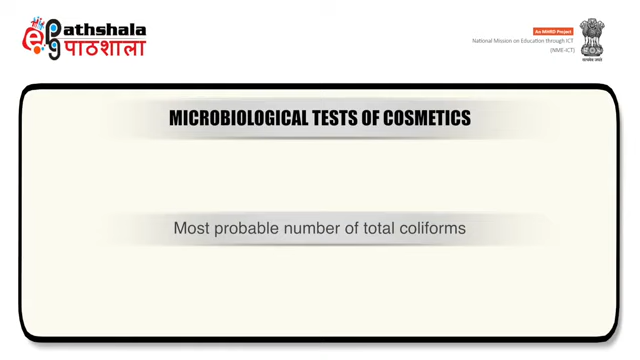 e Pathshala
पाठशाला
An MHRD Project
National Mission on Education through ICT
(NME-ICT)
MICROBIOLOGICAL TESTS OF COSMETICS
Most probable number of total coliforms